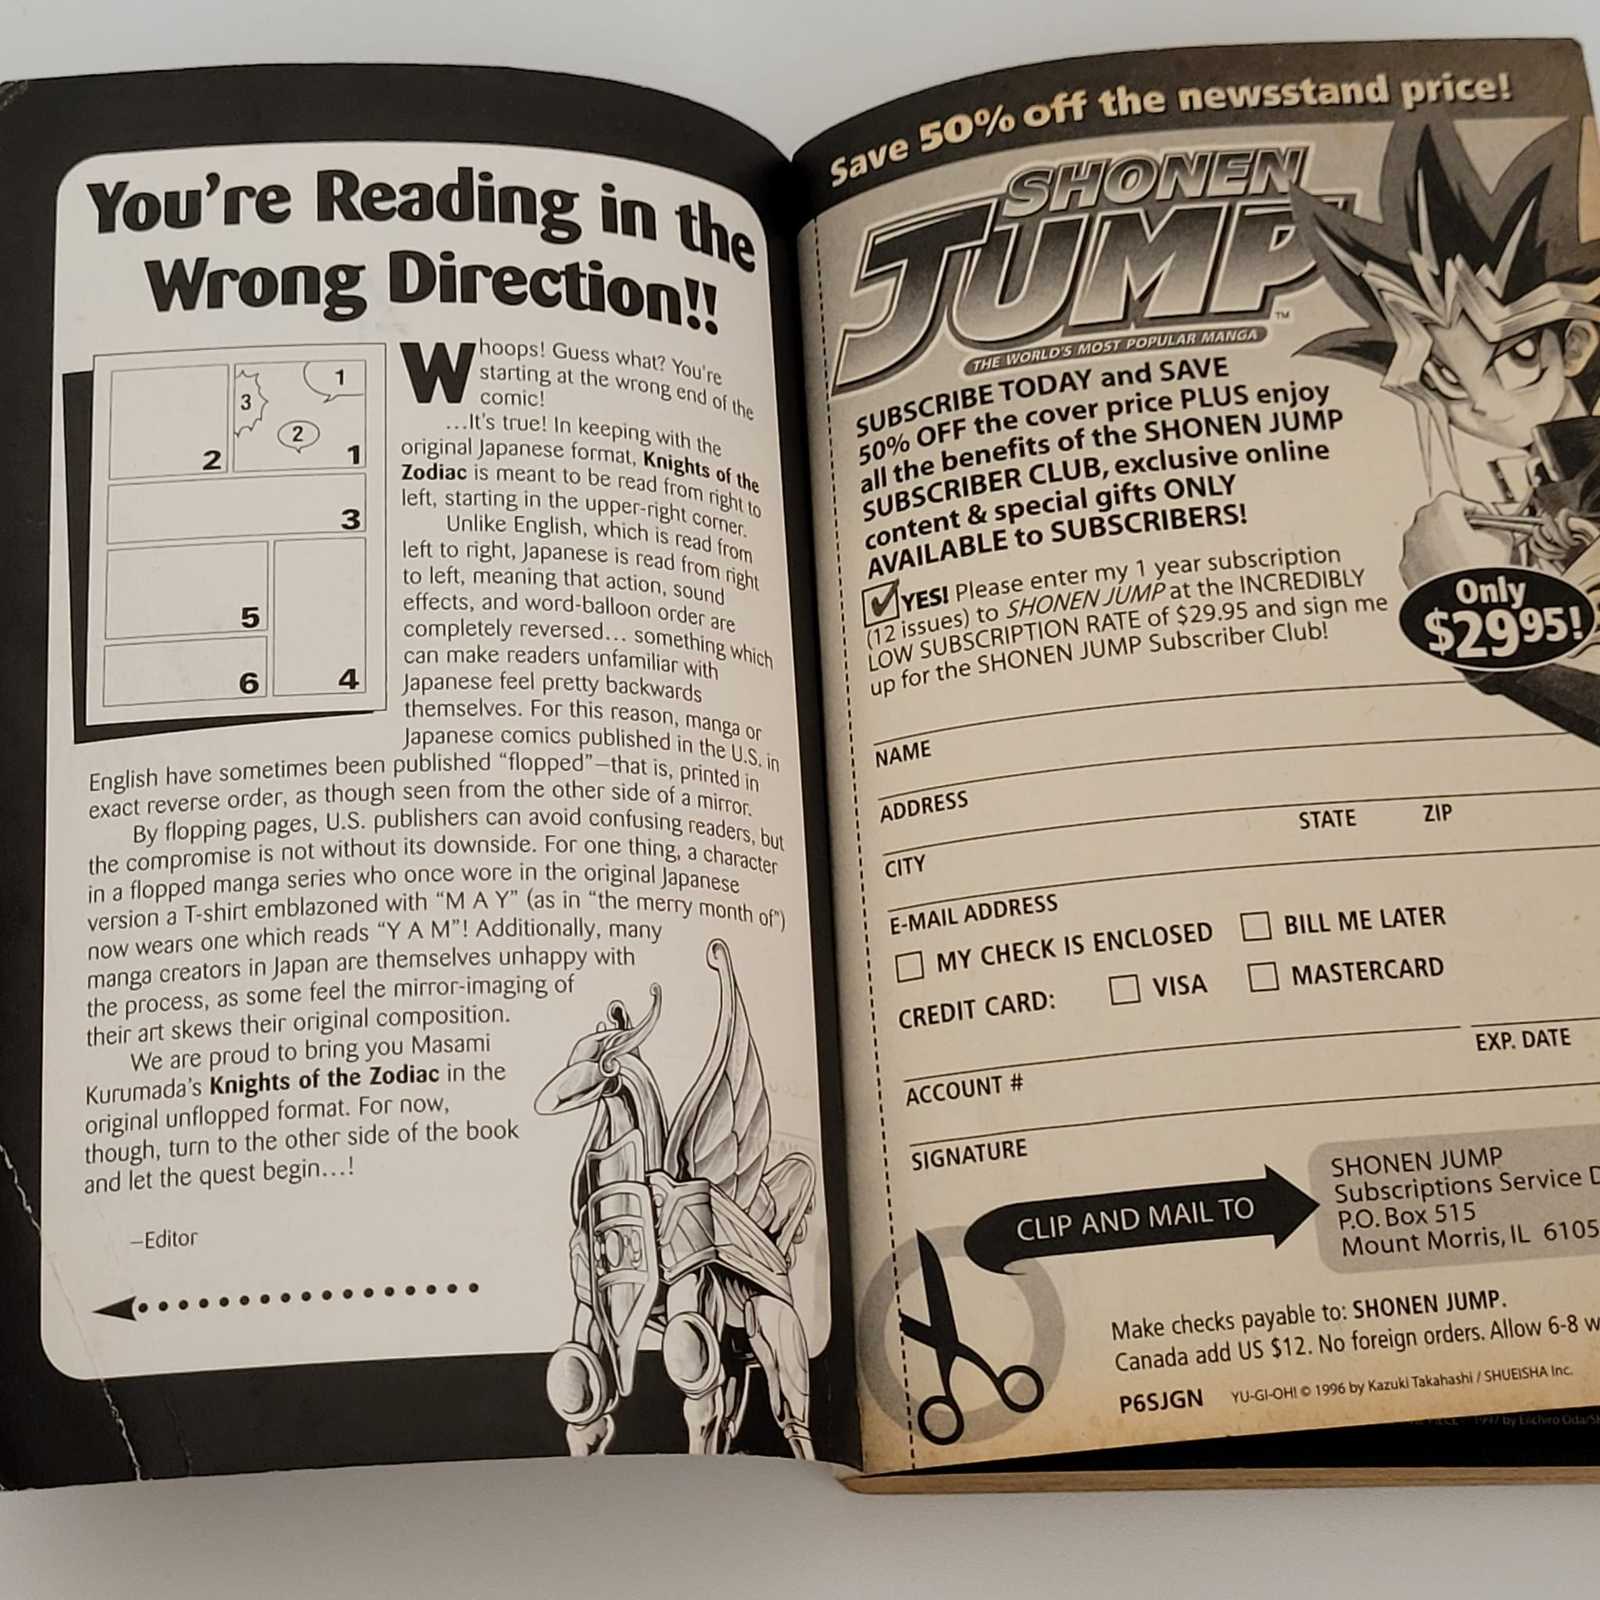 You're Reading in the
Wrong Direction!!
1
3
2
2
1
3
5
6
4
Whoops! Guess what? You're
starting at the wrong end of the
comic!
…It's true! In keeping with the
original Japanese format, Knights of the
Zodiac is meant to be read from right to
left, starting in the upper-right corner.
Unlike English, which is read from
left to right, Japanese is read from right
to left, meaning that action, sound
effects, and word-balloon order are
completely reversed… something which
can make readers unfamiliar with
Japanese feel pretty backwards
themselves. For this reason, manga or
Japanese comics published in the U.S. in
English have sometimes been published “flopped”—that is, printed in
exact reverse order, as though seen from the other side of a mirror.
By flopping pages, U.S. publishers can avoid confusing readers, but
the compromise is not without its downside. For one thing, a character
in a flopped manga series who once wore in the original Japanese
version a T-shirt emblazoned with “M A Y” (as in “the merry month of”)
now wears one which reads “Y A M”! Additionally, many
manga creators in Japan are themselves unhappy with
the process, as some feel the mirror-imaging of
their art skews their original composition.
We are proud to bring you Masami
Kurumada's Knights of the Zodiac in the
original unflopped format. For now,
though, turn to the other side of the book
and let the quest begin…!
–Editor
Save 50% off the newsstand price!
SHONEN
JUMP
™
THE WORLD'S MOST POPULAR MANGA
SUBSCRIBE TODAY and SAVE
50% OFF the cover price PLUS enjoy
all the benefits of the SHONEN JUMP
SUBSCRIBER CLUB, exclusive online
content & special gifts ONLY
AVAILABLE to SUBSCRIBERS!
YES! Please enter my 1 year subscription
(12 issues) to SHONEN JUMP at the INCREDIBLY
LOW SUBSCRIPTION RATE of $29.95 and sign me
up for the SHONEN JUMP Subscriber Club!
Only
$29.95!
NAME
ADDRESS
CITY STATE ZIP
E-MAIL ADDRESS
MY CHECK IS ENCLOSED BILL ME LATER
CREDIT CARD: VISA MASTERCARD
ACCOUNT # EXP. DATE
SIGNATURE
CLIP AND MAIL TO
SHONEN JUMP
Subscriptions Service
P.O. Box 515
Mount Morris, IL 6105
Make checks payable to: SHONEN JUMP.
Canada add US $12. No foreign orders. Allow 6-8
P6SJGN YU-GI-OH! © 1996 by Kazuki Takahashi / SHUEISHA Inc.
1997 by Eiichiro Oda/